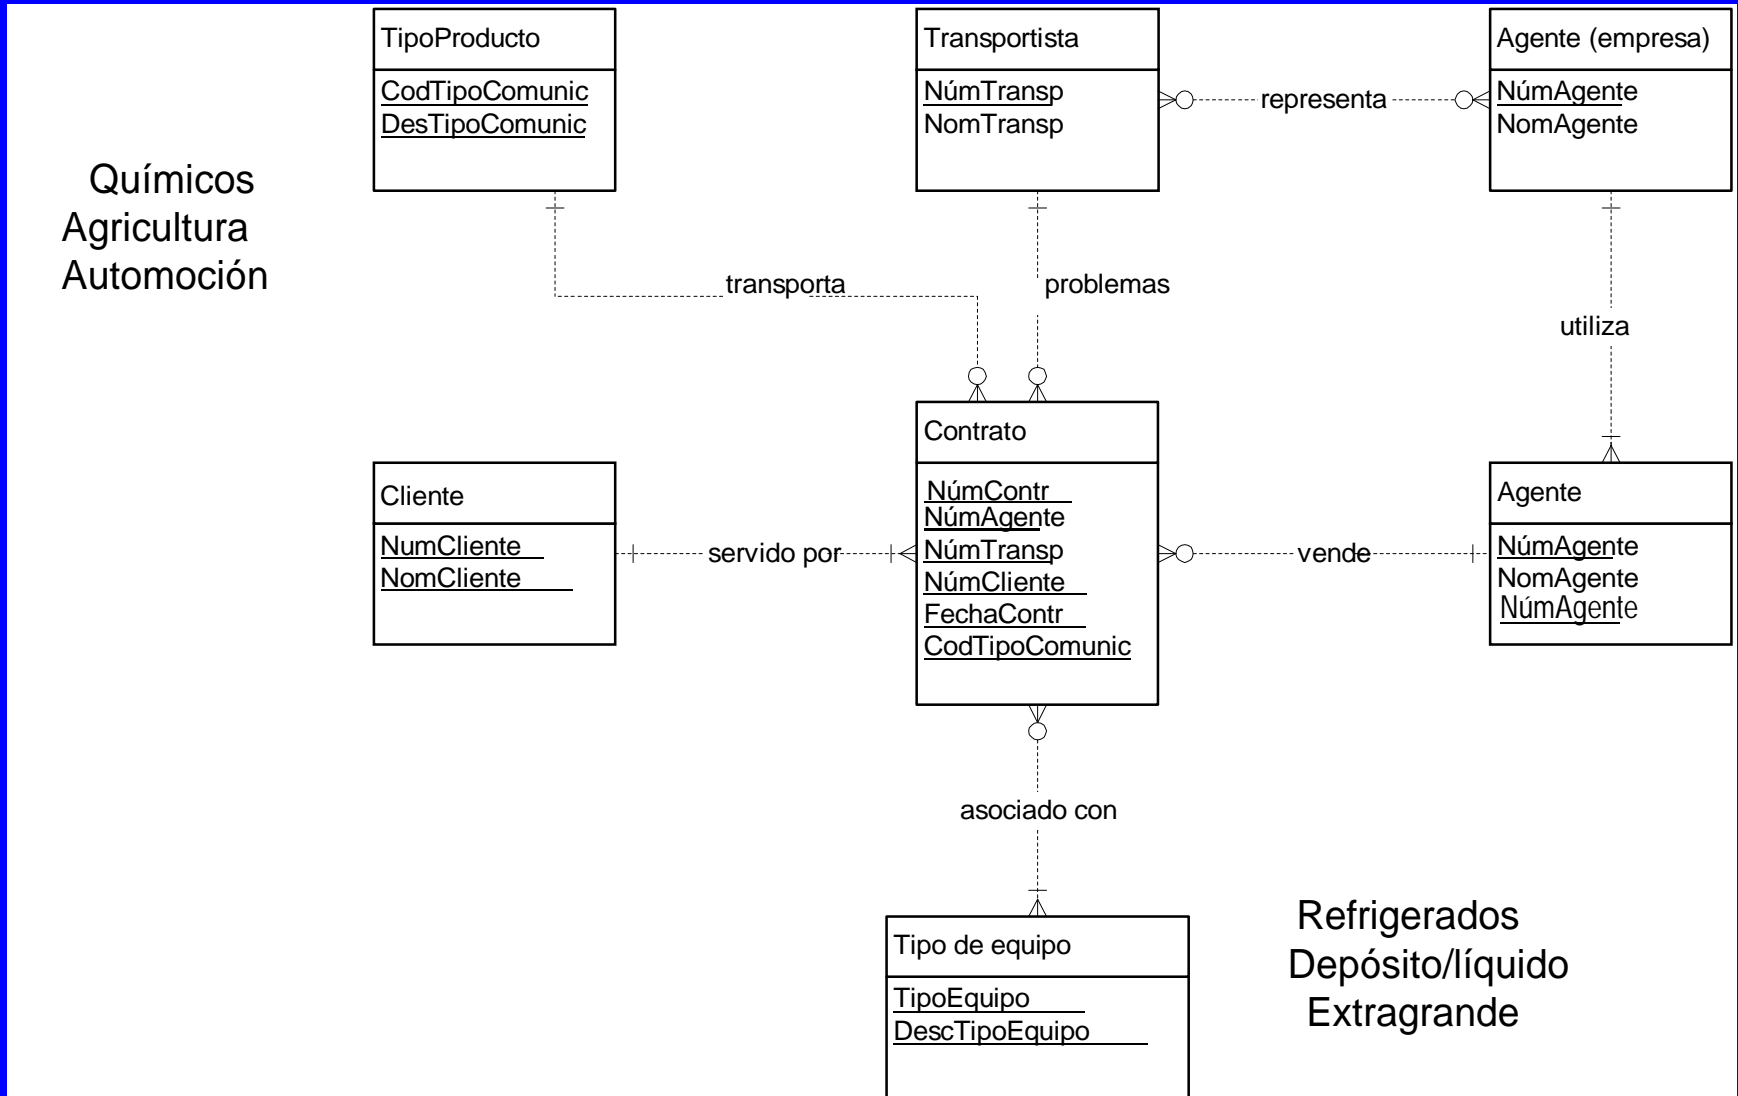 TipoProducto
CodTipoComunic
DesTipoComunic
Transportista
NúmTransp
NomTransp
representa
Agente (empresa)
NúmAgente
NomAgente
Químicos
Agricultura
Automoción
transporta
problemas
utiliza
Cliente
NumCliente
NomCliente
servido por
Contrato
NúmContr
NúmAgente
NúmTransp
NúmCliente
FechaContr
CodTipoComunic
vende
Agente
NúmAgente
NomAgente
NúmAgente
asociado con
Tipo de equipo
TipoEquipo
DescTipoEquipo
Refrigerados
Depósito/líquido
Extragrande